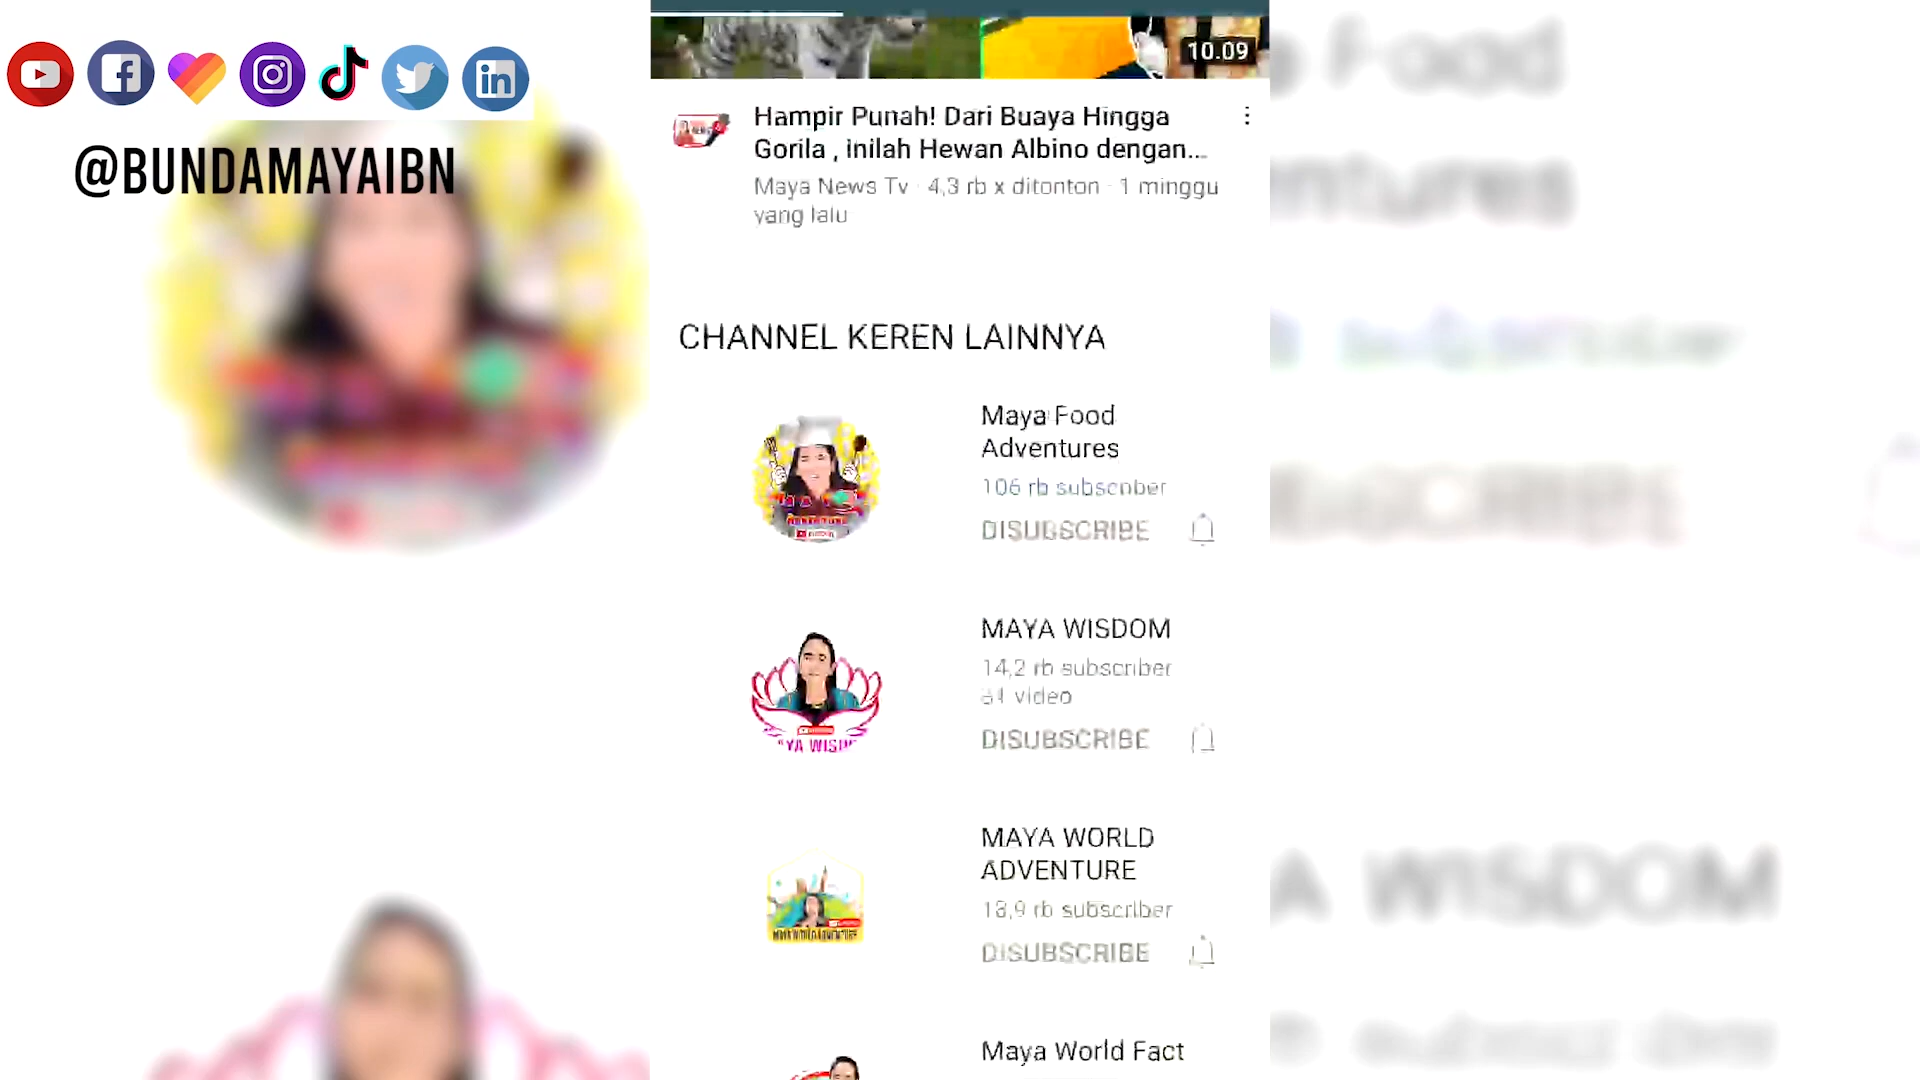 @BUNDAMAYAIBN
10.09
Hampir Punah! Dari Buaya Hingga
Gorila , inilah Hewan Albino dengan...
Maya News Tv · 4,3 rb x ditonton · 1 minggu
yang lalu
CHANNEL KEREN LAINNYA
Maya Food
Adventures
106 rb subscriber
DISUBSCRIBE
MAYA WISDOM
14,2 rb subscriber
video
DISUBSCRIBE
MAYA WORLD
ADVENTURE
18,9 rb subscriber
DISUBSCRIBE
Maya World Fact